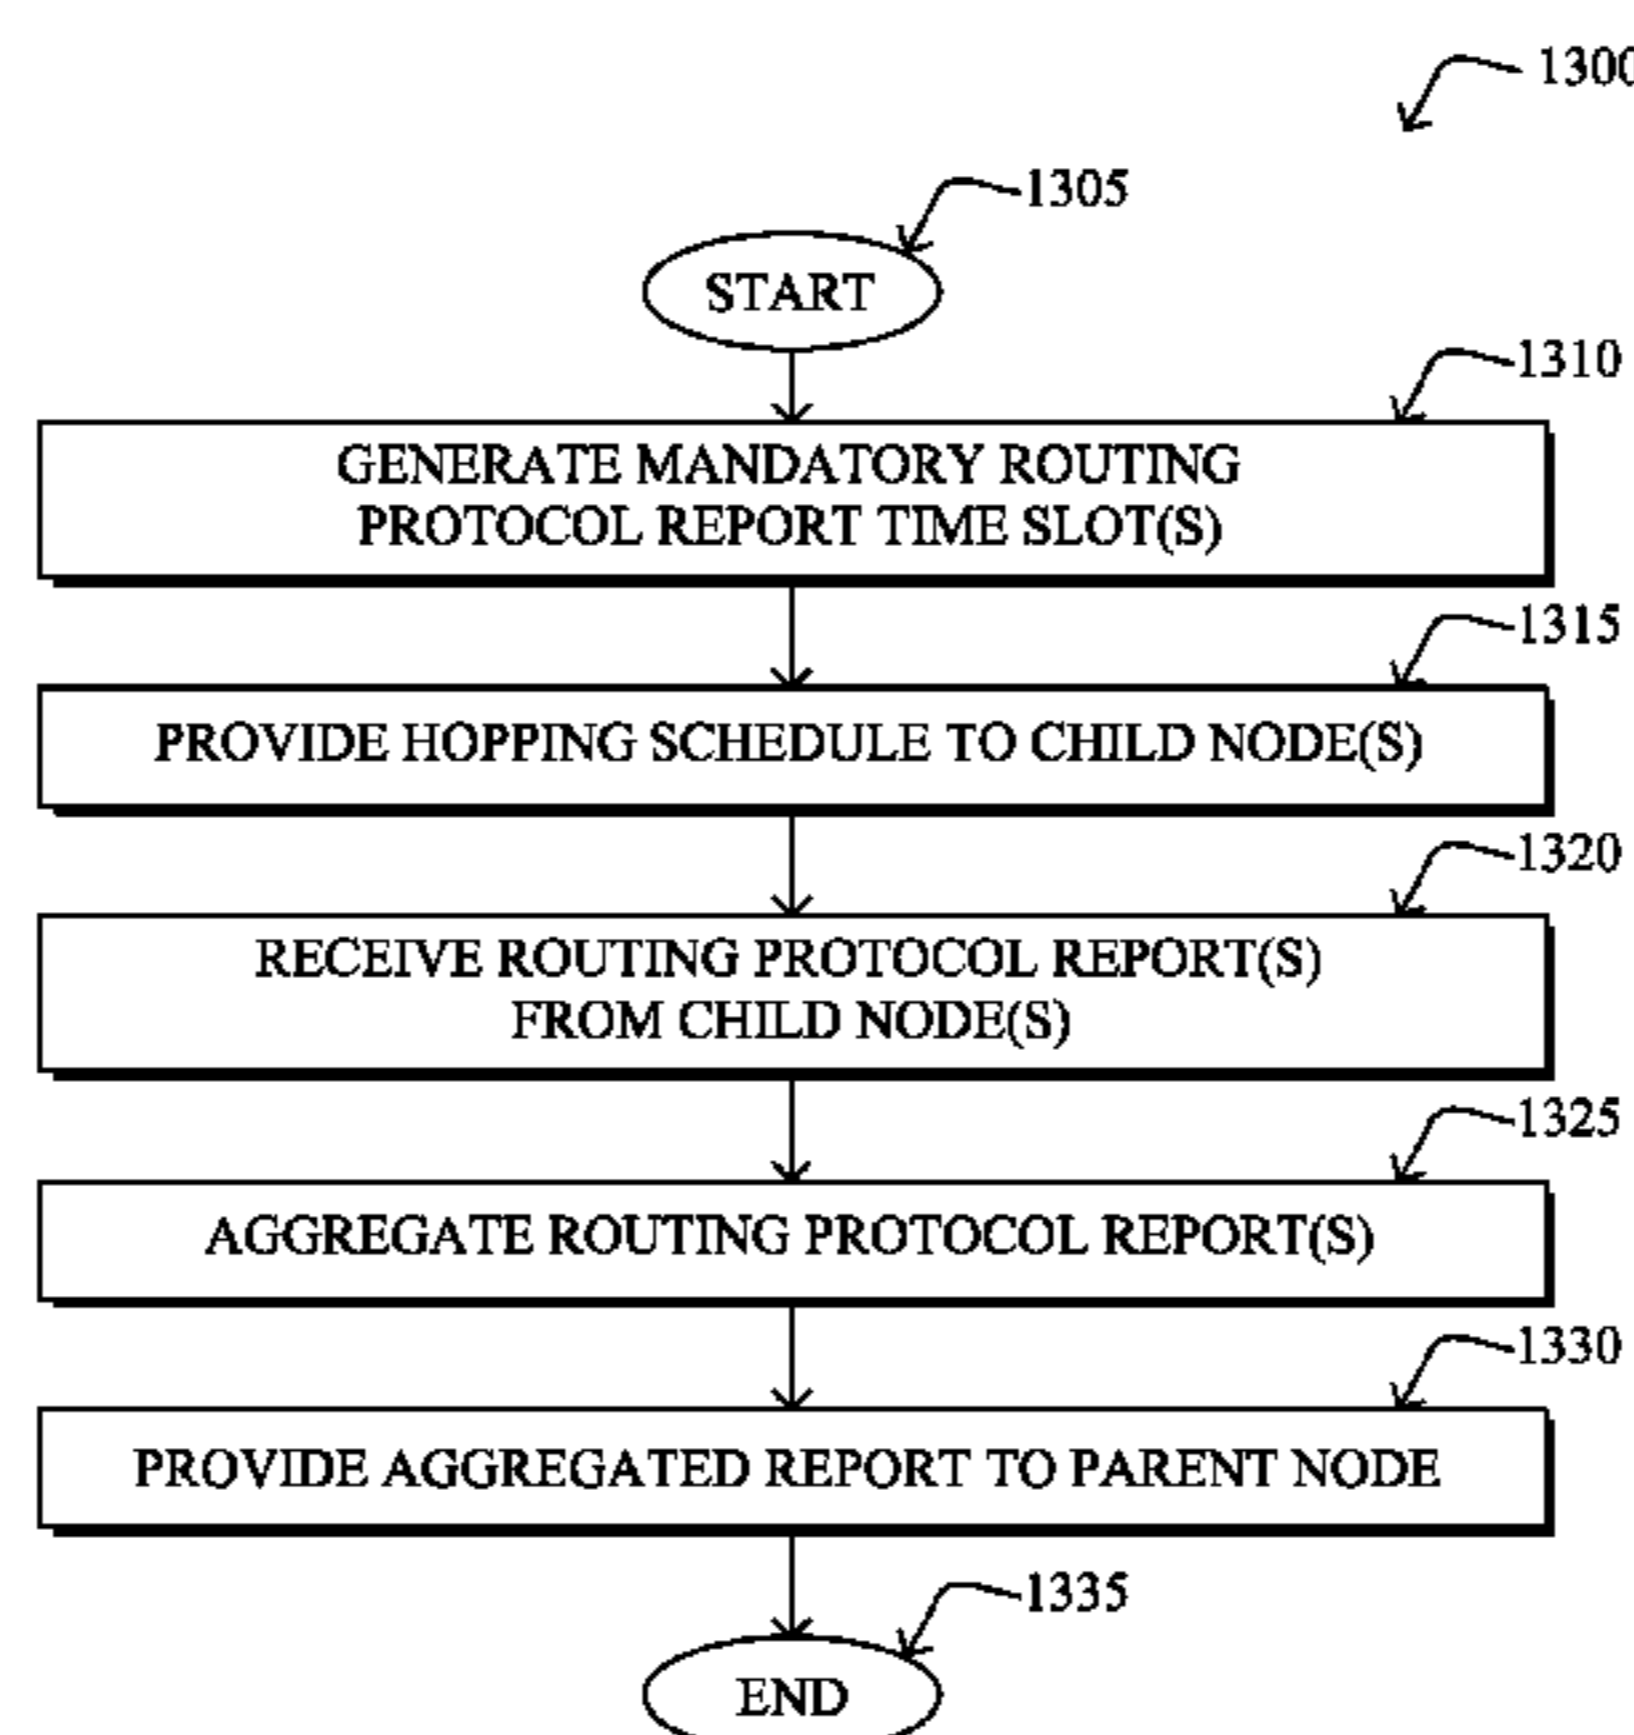 1300
1305
START
1310
GENERATE MANDATORY ROUTING
PROTOCOL REPORT TIME SLOT(S)
1315
PROVIDE HOPPING SCHEDULE TO CHILD NODE(S)
1320
RECEIVE ROUTING PROTOCOL REPORT(S)
FROM CHILD NODE(S)
1325
AGGREGATE ROUTING PROTOCOL REPORT(S)
1330
PROVIDE AGGREGATED REPORT TO PARENT NODE
1335
END